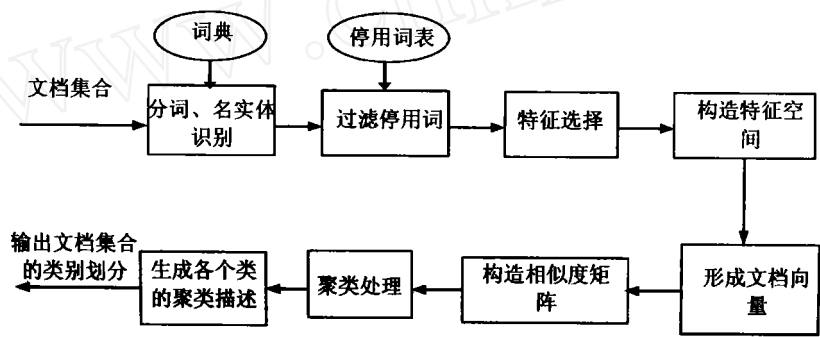 词典
停用词表
文档集合
分词、名实体
识别
过滤停用词
特征选择
构造特征空
间
输出文档集合
的类别划分
生成各个类
的聚类描述
聚类处理
构造相似度矩
阵
形成文档向
量